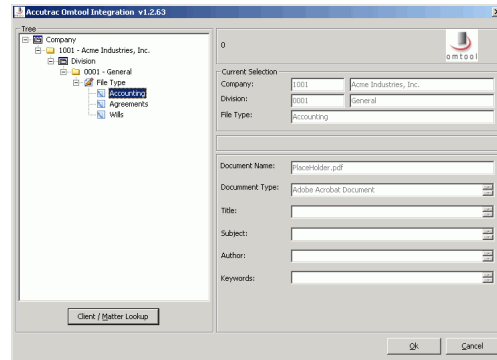 Accutrac Omtool Integration v1.2.63
Tree
Company
1001 - Acme Industries, Inc.
Division
0001 - General
File Type
Accounting
Agreements
Wills
Client / Matter Lookup
0
omtool
Current Selection
Company: 1001 Acme Industries, Inc.
Division: 0001 General
File Type: Accounting
Document Name: PlaceHolder.pdf
Documment Type: Adobe Acrobat Document
Title:
Subject:
Author:
Keywords:
Ok Cancel